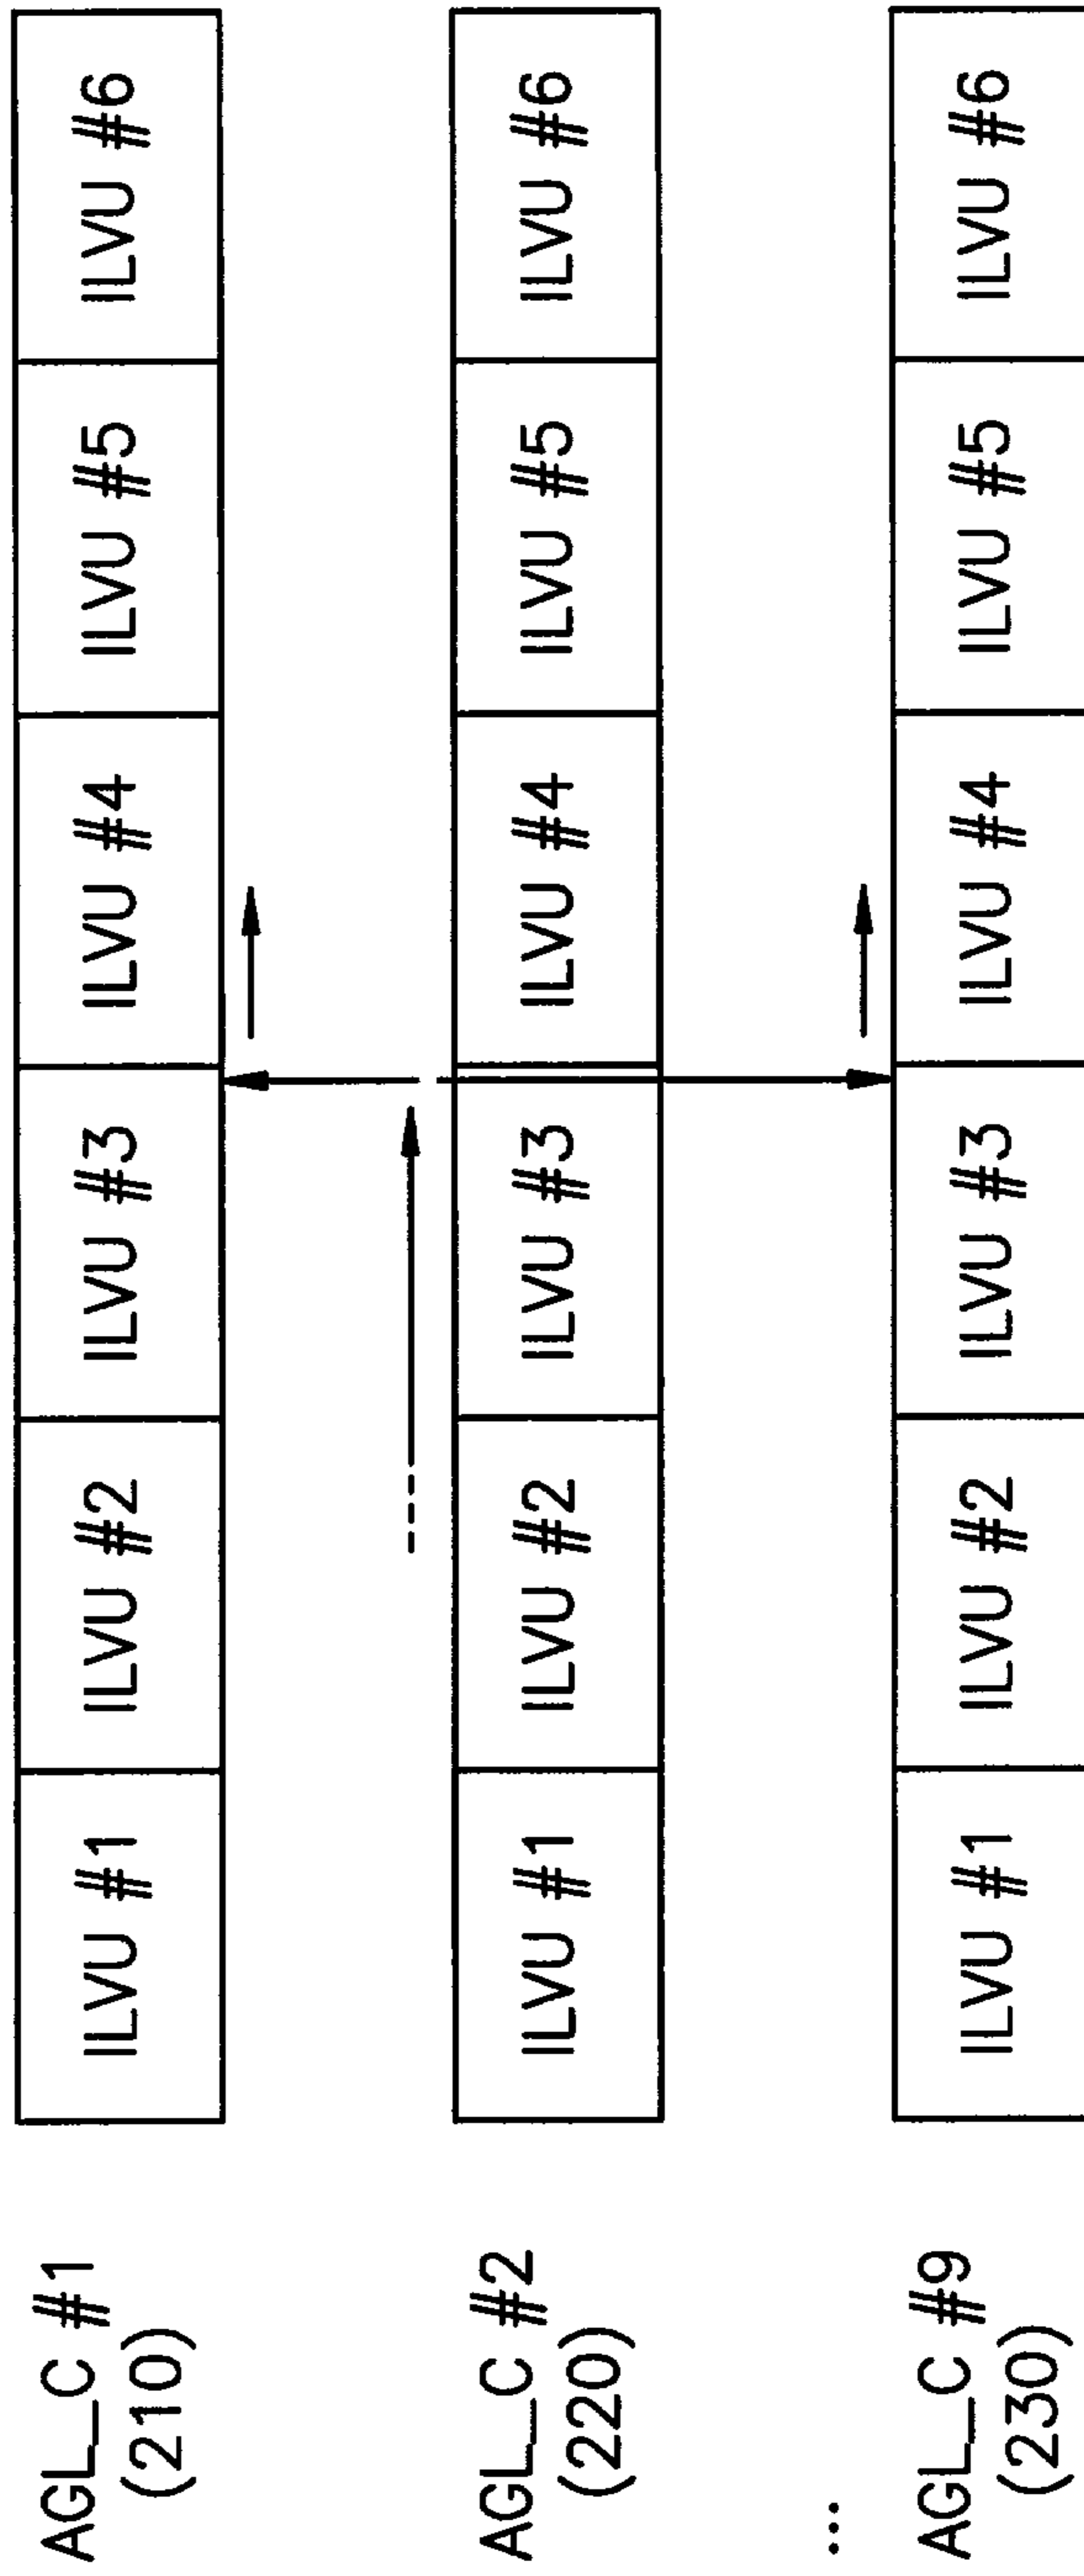 AGL_C #1
(210)
ILVU #1
ILVU #2
ILVU #3
ILVU #4
ILVU #5
ILVU #6
AGL_C #2
(220)
ILVU #1
ILVU #2
ILVU #3
ILVU #4
ILVU #5
ILVU #6
...
AGL_C #9
(230)
ILVU #1
ILVU #2
ILVU #3
ILVU #4
ILVU #5
ILVU #6